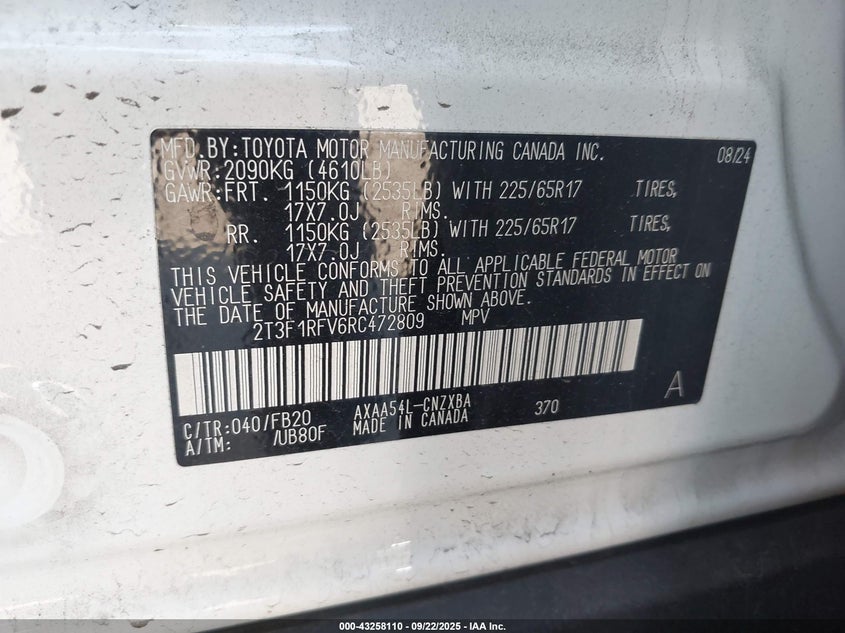 MFD.BY:TOYOTA MOTOR MANUFACTURING CANADA INC. 08/24
GVWR:2090KG (4610LB)
GAWR:FRT. 1150KG (2535LB) WITH 225/65R17 TIRES,
17X7.0J RIMS.
RR. 1150KG (2535LB) WITH 225/65R17 TIRES,
17X7.0J RIMS.
THIS VEHICLE CONFORMS TO ALL APPLICABLE FEDERAL MOTOR
VEHICLE SAFETY AND THEFT PREVENTION STANDARDS IN EFFECT ON
THE DATE OF MANUFACTURE SHOWN ABOVE.
2T3F1RFV6RC472809 MPV
A
C/TR:040/FB20 AXAA54L-CNZXBA 370
A/TM: /UB80F MADE IN CANADA
000-43258110 - 09/22/2025 - IAA Inc.